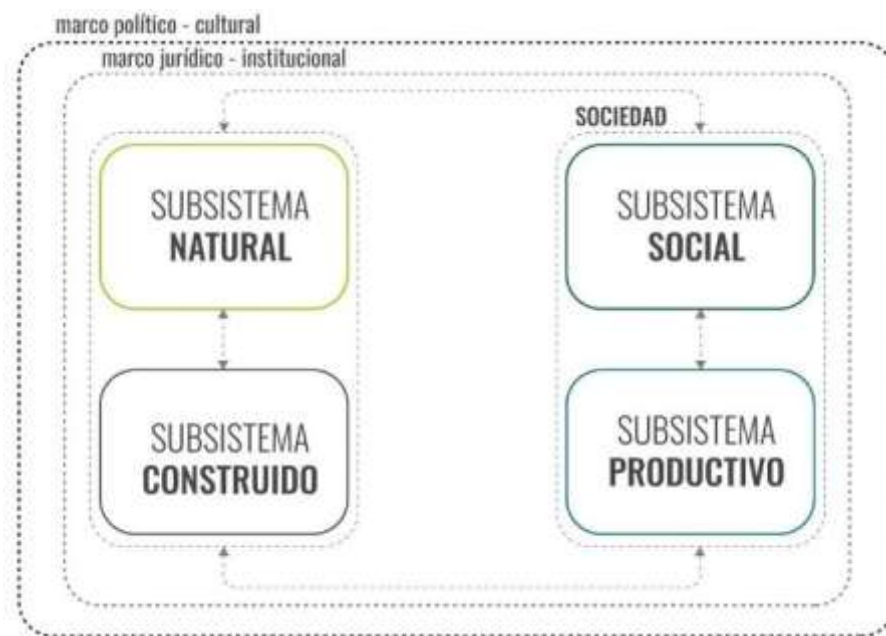 marco político - cultural
marco jurídico - institucional
SOCIEDAD
SUBSISTEMA
NATURAL
SUBSISTEMA
SOCIAL
SUBSISTEMA
CONSTRUIDO
SUBSISTEMA
PRODUCTIVO